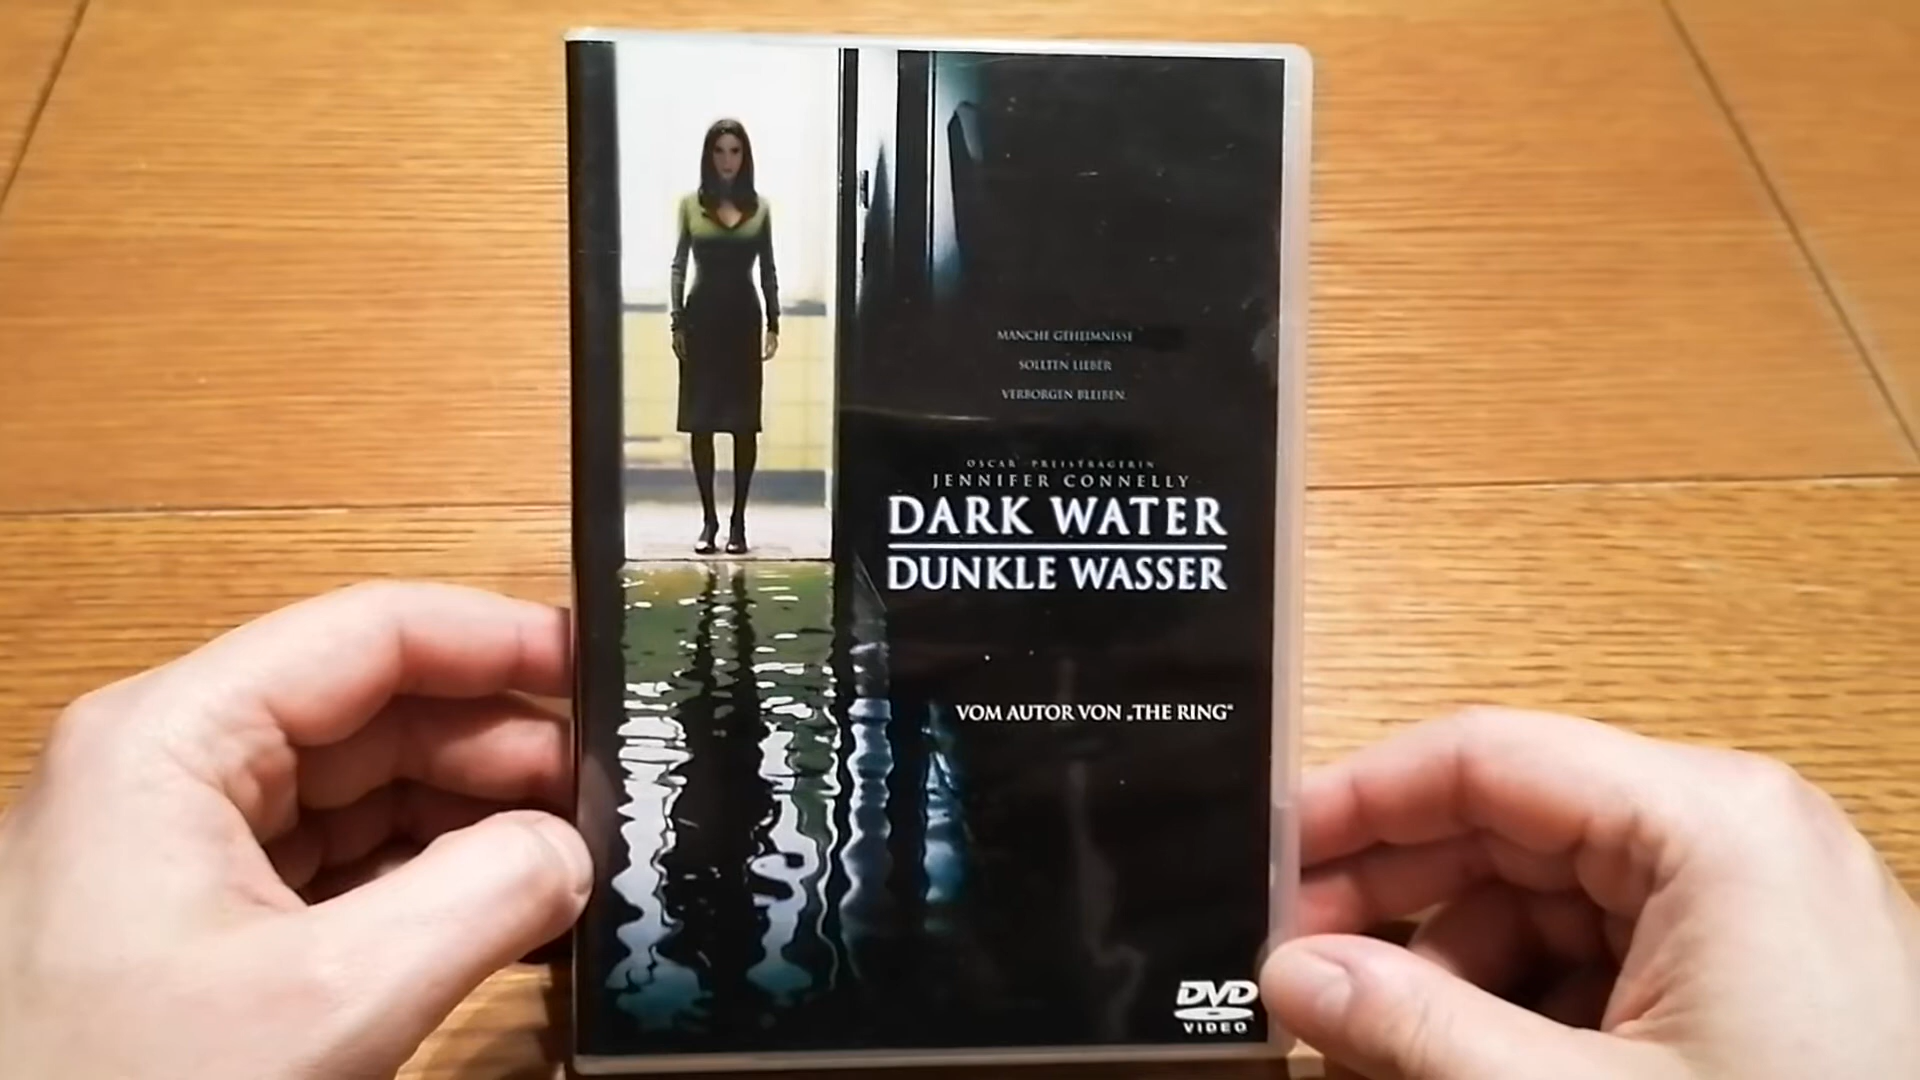 MANCHE GEHEIMNISSE
SOLLTEN LIEBER
VERBORGEN BLEIBEN.
OSCAR PREISTRÄGERIN
JENNIFER CONNELLY
DARK WATER
DUNKLE WASSER
VOM AUTOR VON „THE RING“
DVD
VIDEO